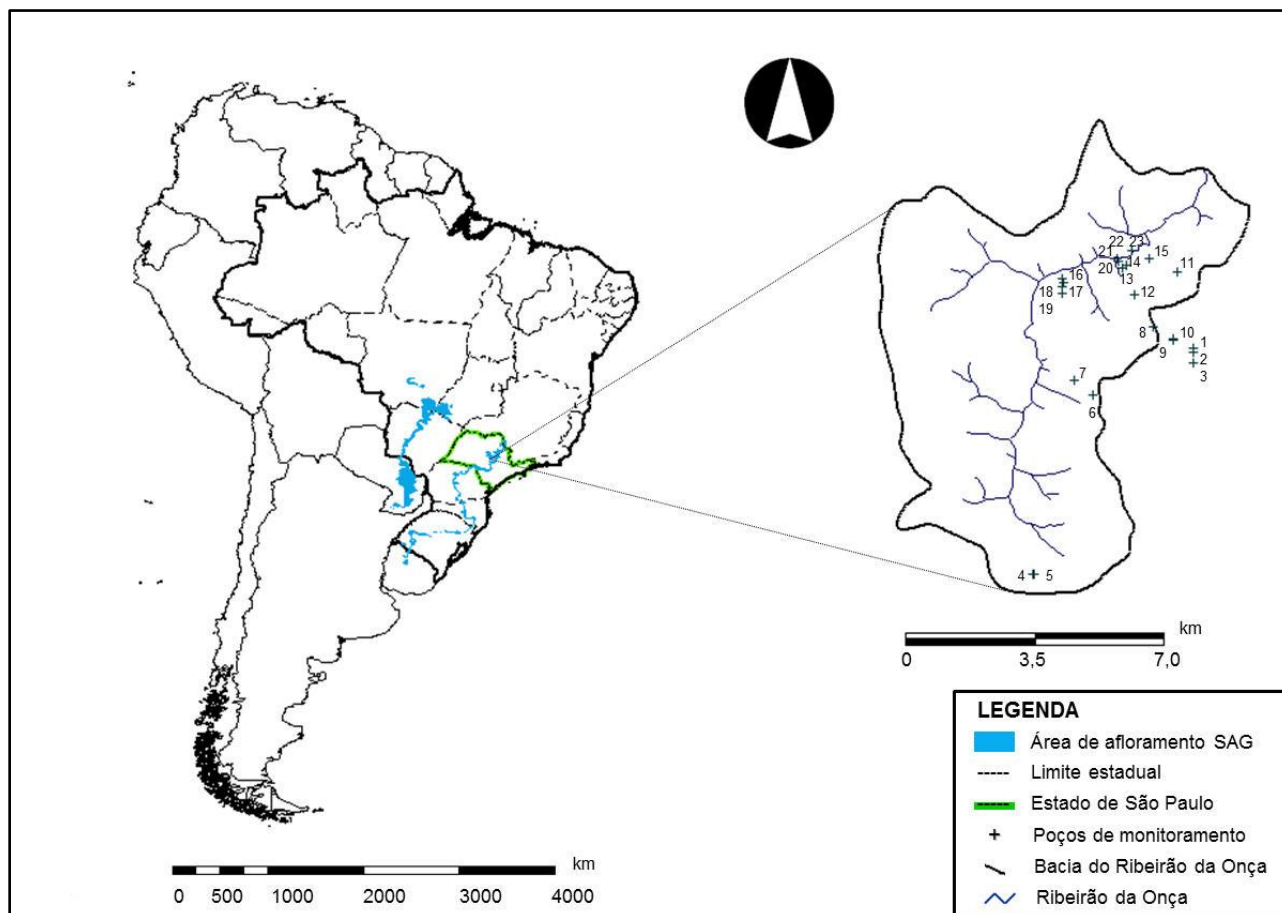 22 23
21 15
20 14 11
16 13
18 17 12
19
8 10
9 1
2
7 3
6
4 5
km
0 3,5 7,0
km
0 500 1000 2000 3000 4000
LEGENDA
Área de afloramento SAG
Limite estadual
Estado de São Paulo
Poços de monitoramento
Bacia do Ribeirão da Onça
Ribeirão da Onça